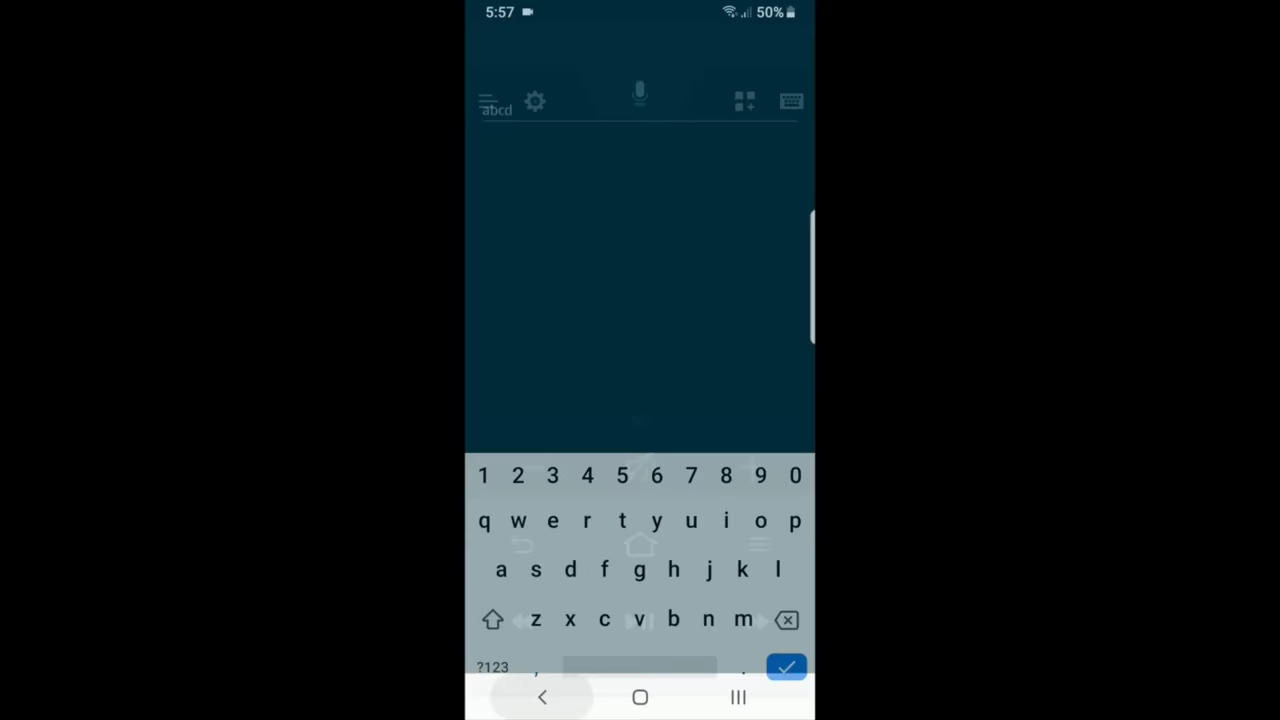 5:57 50%
abcd
1 2 3 4 5 6 7 8 9 0
q w e r t y u i o p
a s d f g h j k l
z x c v b n m
?123 , .